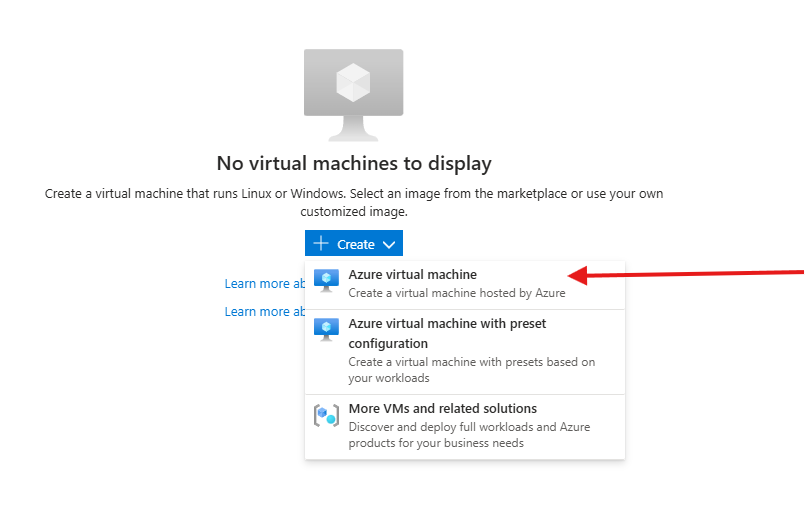 No virtual machines to display
Create a virtual machine that runs Linux or Windows. Select an image from the marketplace or use your own
customized image.
Create
Azure virtual machine
Create a virtual machine hosted by Azure
Learn more ab
Azure virtual machine with preset
configuration
Learn more ab
Create a virtual machine with presets based on
your workloads
More VMs and related solutions
Discover and deploy full workloads and Azure
products for your business needs